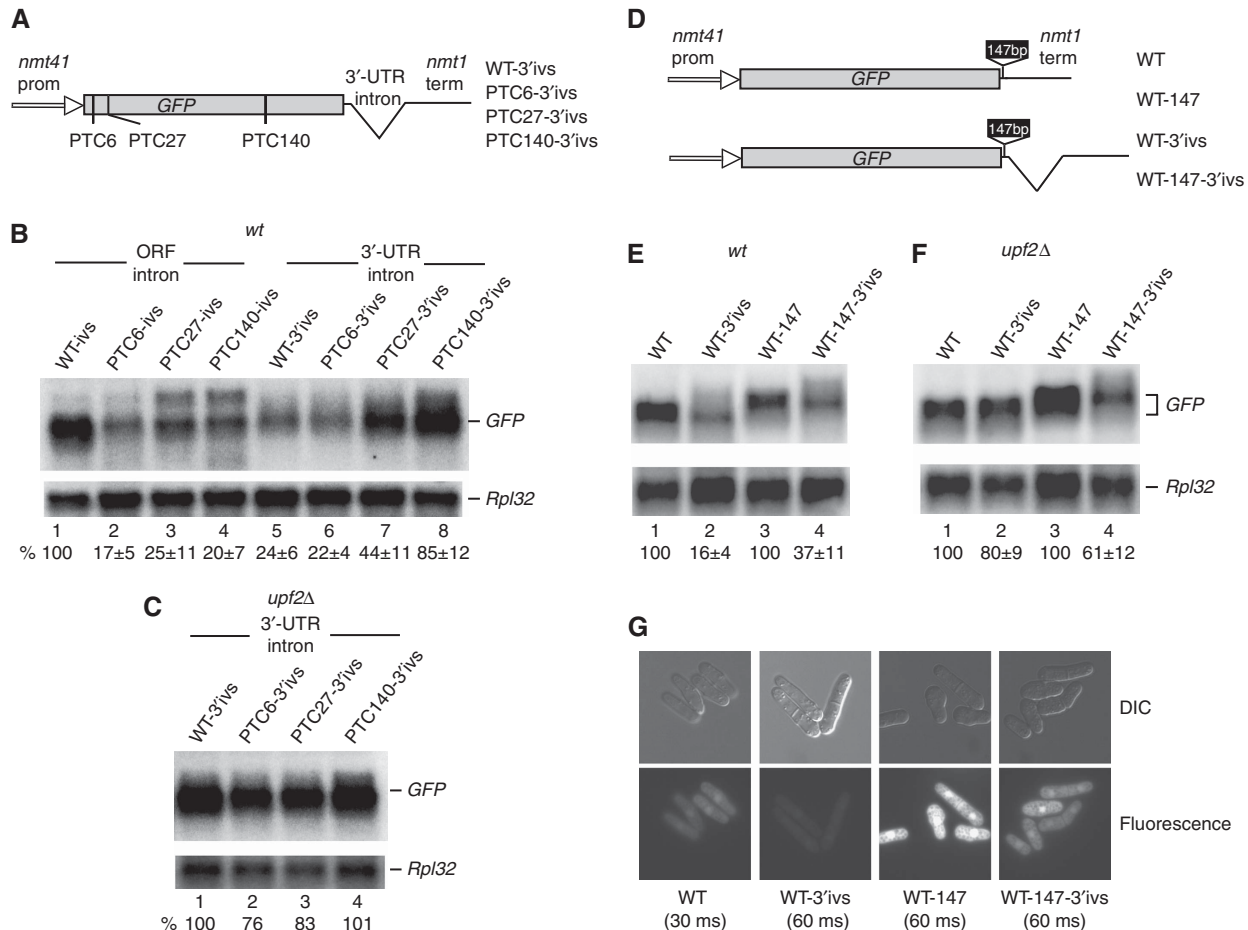 A
nmt41
prom
3′-UTR
intron
nmt1
term
GFP
PTC6
PTC27
PTC140
WT-3′ivs
PTC6-3′ivs
PTC27-3′ivs
PTC140-3′ivs
B
wt
ORF
intron
3′-UTR
intron
WT-ivs
PTC6-ivs
PTC27-ivs
PTC140-ivs
WT-3′ivs
PTC6-3′ivs
PTC27-3′ivs
PTC140-3′ivs
GFP
Rpl32
1 2 3 4 5 6 7 8
% 100 17±5 25±11 20±7 24±6 22±4 44±11 85±12
C
upf2Δ
3′-UTR
intron
WT-3′ivs
PTC6-3′ivs
PTC27-3′ivs
PTC140-3′ivs
GFP
Rpl32
1 2 3 4
% 100 76 83 101
D
nmt41
prom
147bp
nmt1
term
GFP
WT
WT-147
147bp
GFP
WT-3′ivs
WT-147-3′ivs
E
wt
WT
WT-3′ivs
WT-147
WT-147-3′ivs
1 2 3 4
100 16±4 100 37±11
F
upf2Δ
WT
WT-3′ivs
WT-147
WT-147-3′ivs
GFP
Rpl32
1 2 3 4
100 80±9 100 61±12
G
DIC
Fluorescence
WT WT-3′ivs WT-147 WT-147-3′ivs
(30 ms) (60 ms) (60 ms) (60 ms)